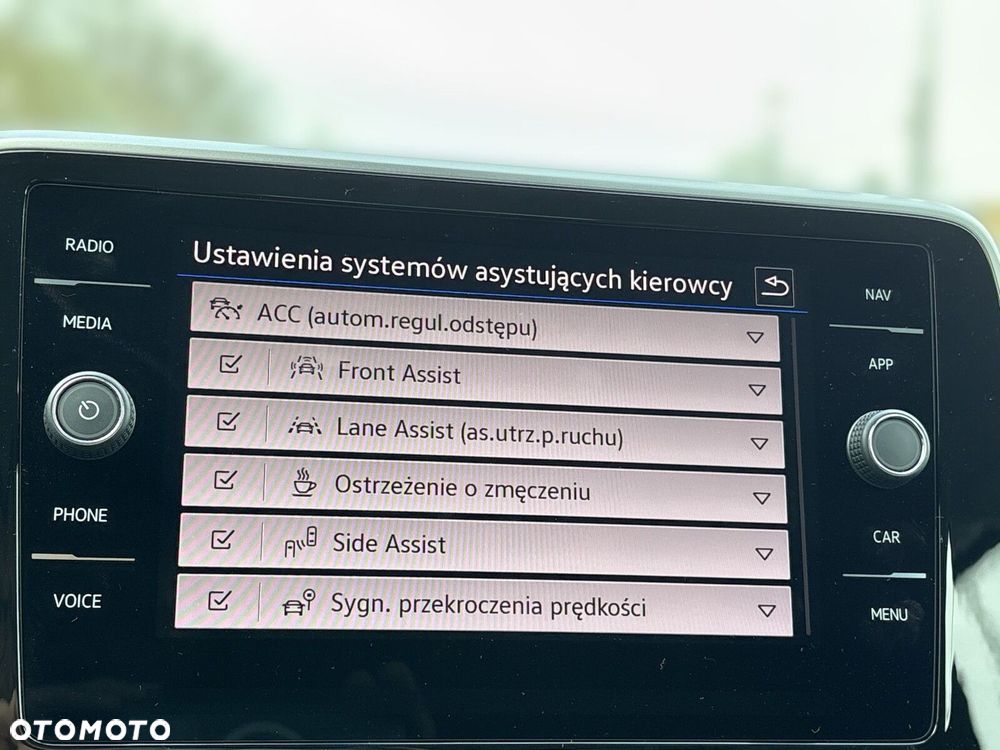 RADIO
MEDIA
PHONE
VOICE
Ustawienia systemów asystujących kierowcy
ACC (autom.regul.odstępu)
Front Assist
Lane Assist (as.utrz.p.ruchu)
Ostrzeżenie o zmęczeniu
Side Assist
Sygn. przekroczenia prędkości
NAV
APP
CAR
MENU
OTOMOTO